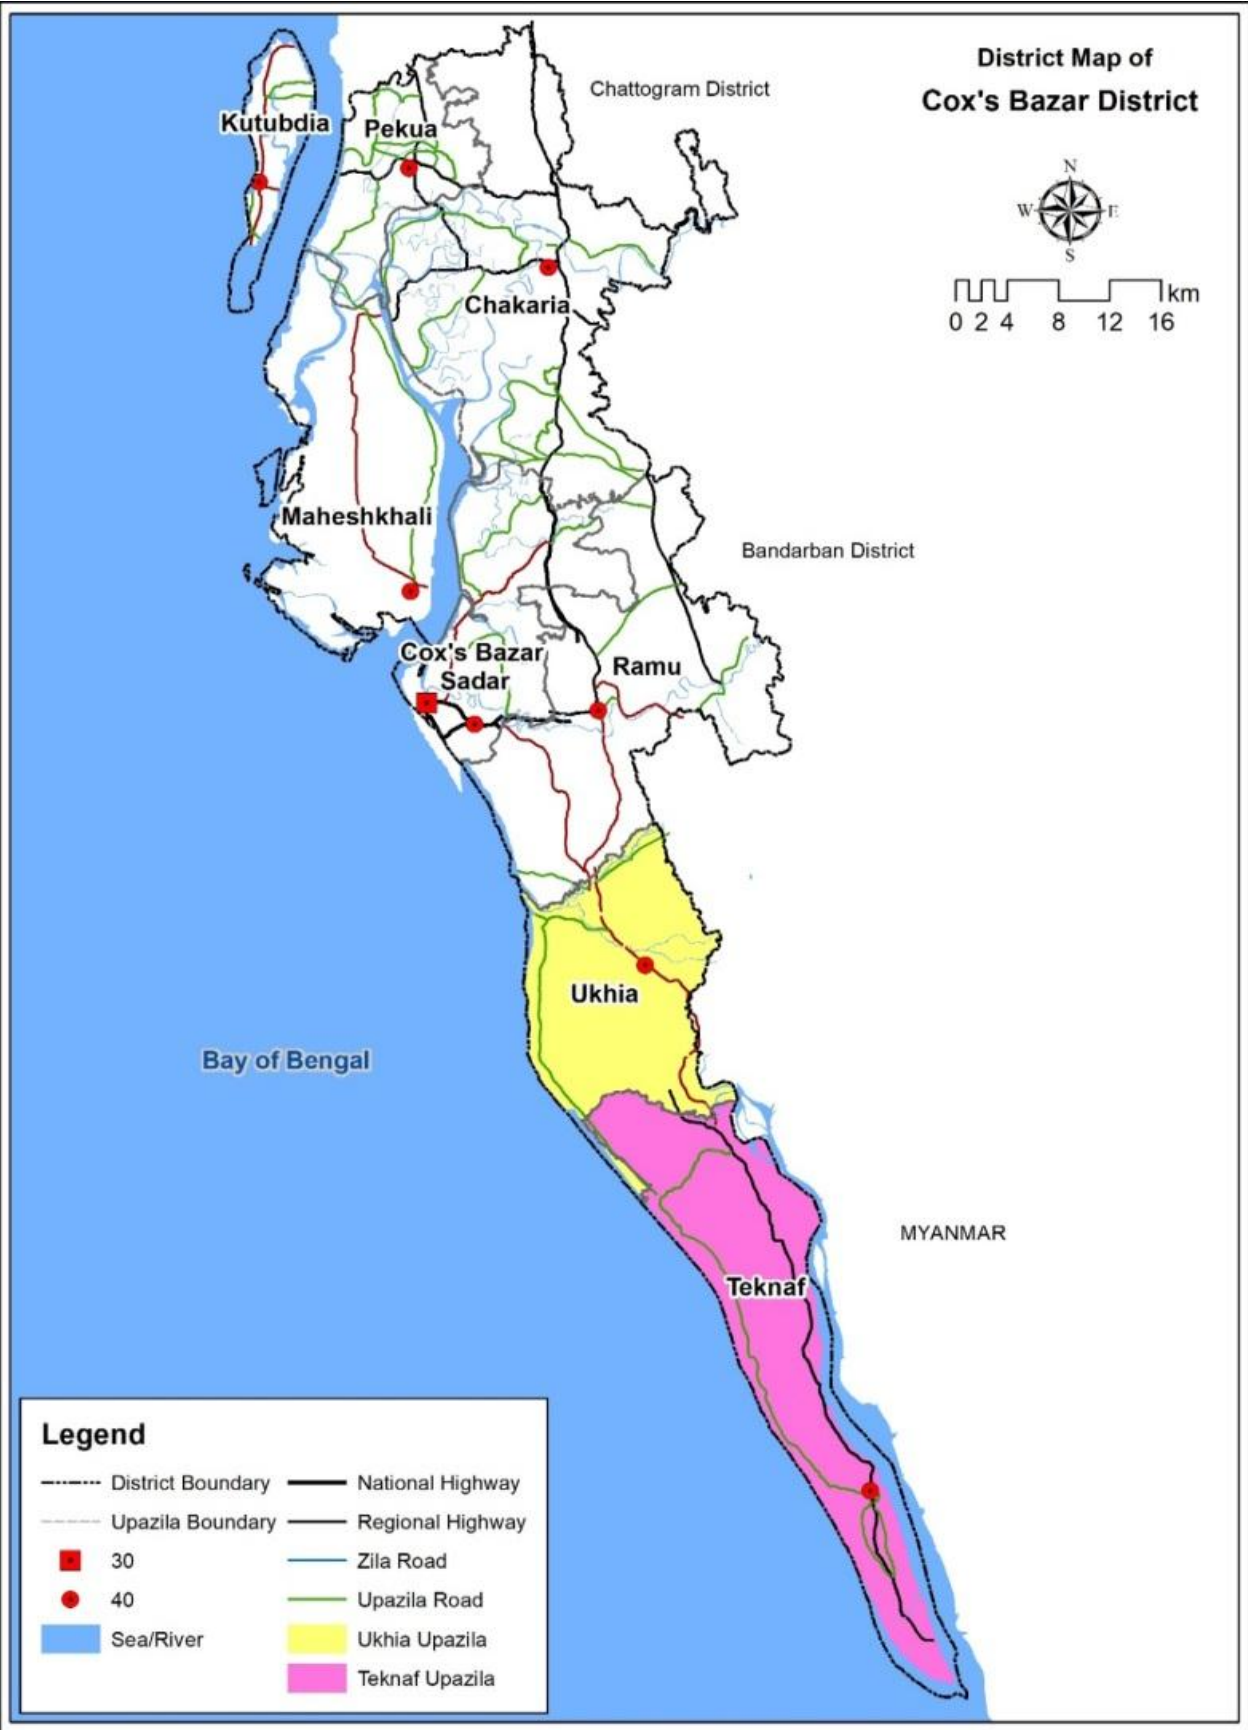 District Map of
Cox's Bazar District
Chattogram District
Kutubdia
Pekua
N
W E
S
km
0 2 4 8 12 16
Chakaria
Maheshkhali
Bandarban District
Cox's Bazar
Sadar
Ramu
Ukhia
Bay of Bengal
MYANMAR
Teknaf
Legend
District Boundary
Upazila Boundary
30
40
Sea/River
National Highway
Regional Highway
Zila Road
Upazila Road
Ukhia Upazila
Teknaf Upazila